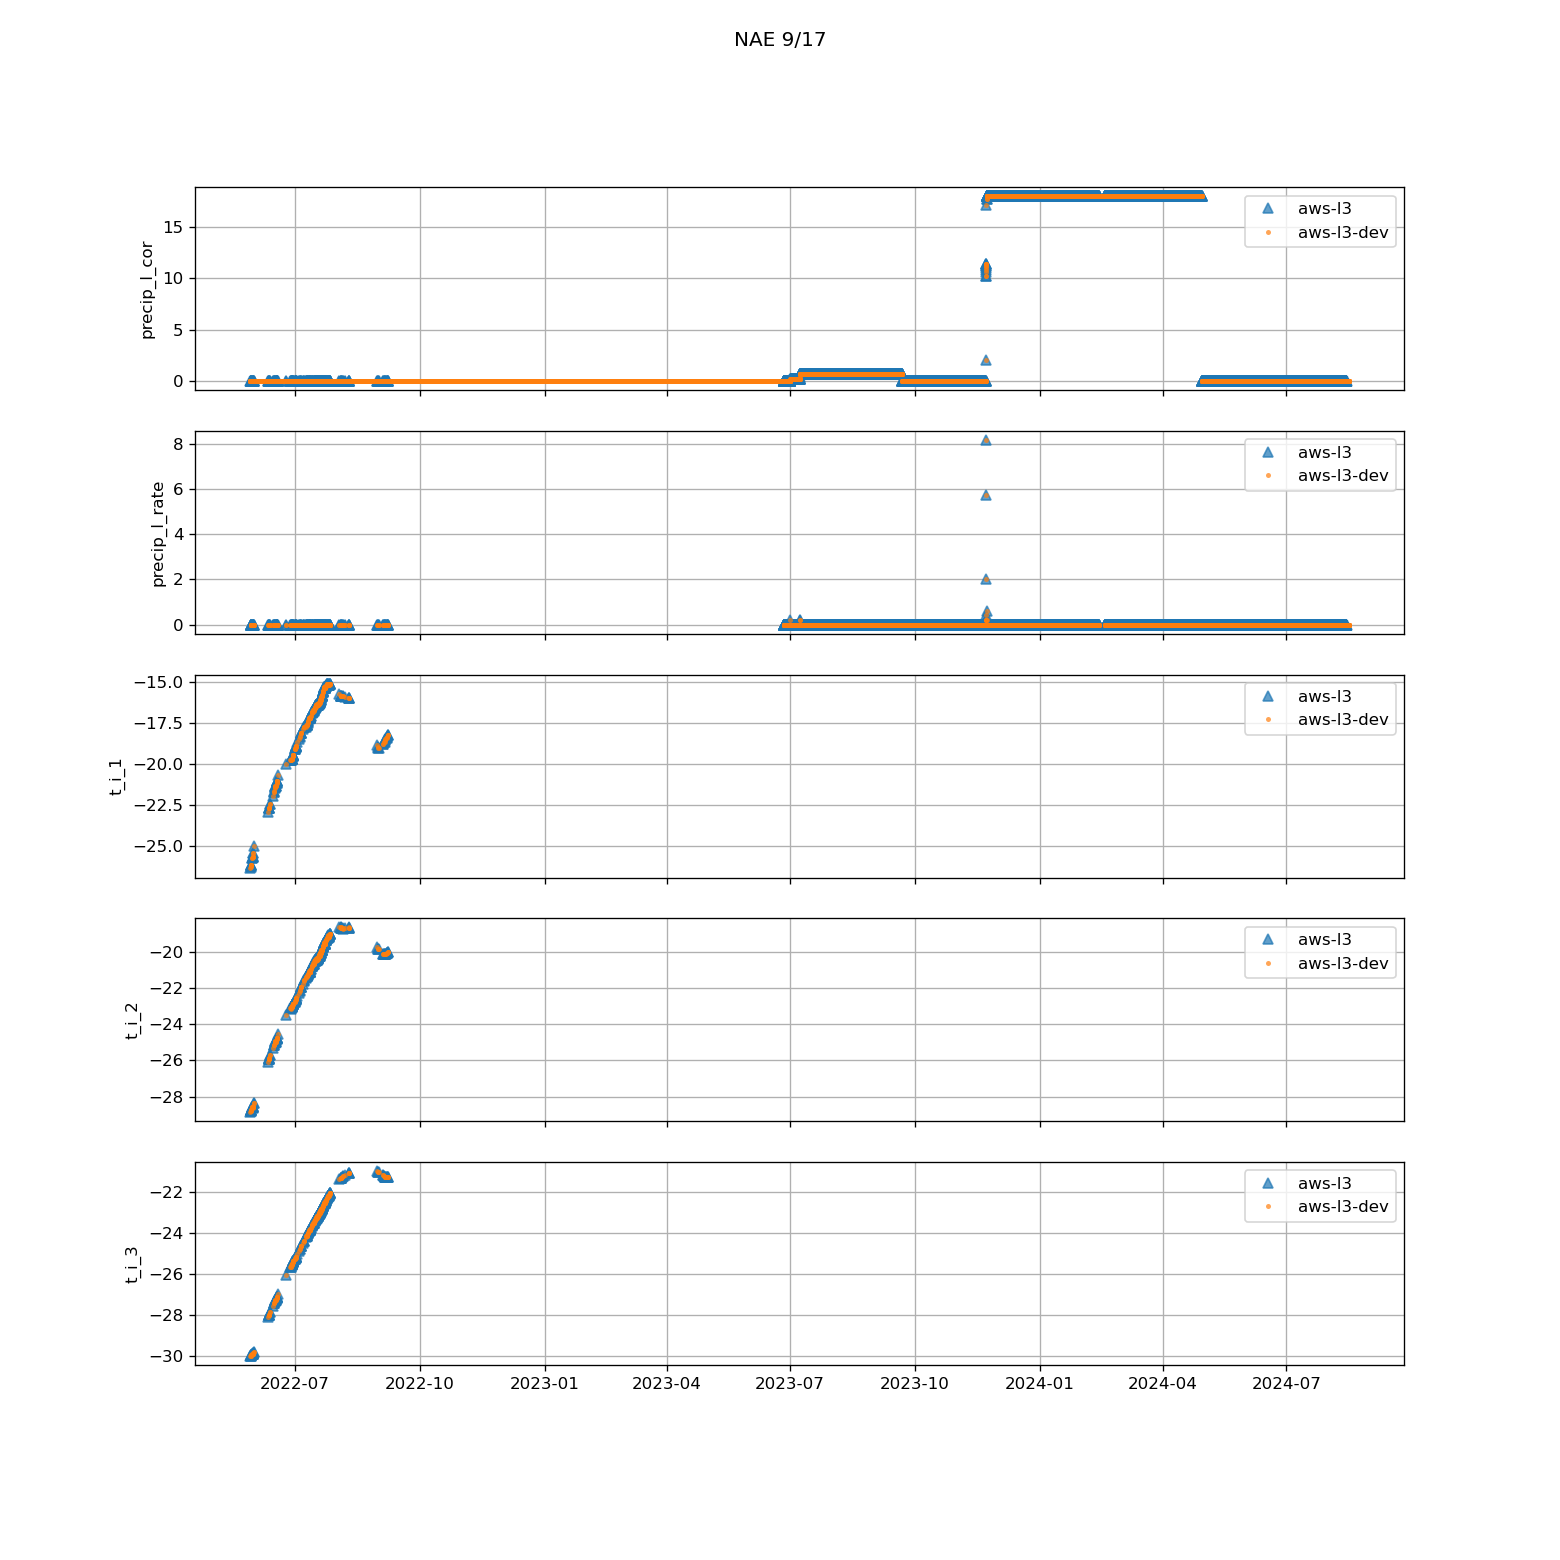 NAE 9/17
precip_l_cor
15
10
5
0
aws-l3
aws-l3-dev
precip_l_rate
8
6
4
2
0
aws-l3
aws-l3-dev
t_i_1
−15.0
−17.5
−20.0
−22.5
−25.0
aws-l3
aws-l3-dev
t_i_2
−20
−22
−24
−26
−28
aws-l3
aws-l3-dev
t_i_3
−22
−24
−26
−28
−30
aws-l3
aws-l3-dev
2022-07 2022-10 2023-01 2023-04 2023-07 2023-10 2024-01 2024-04 2024-07